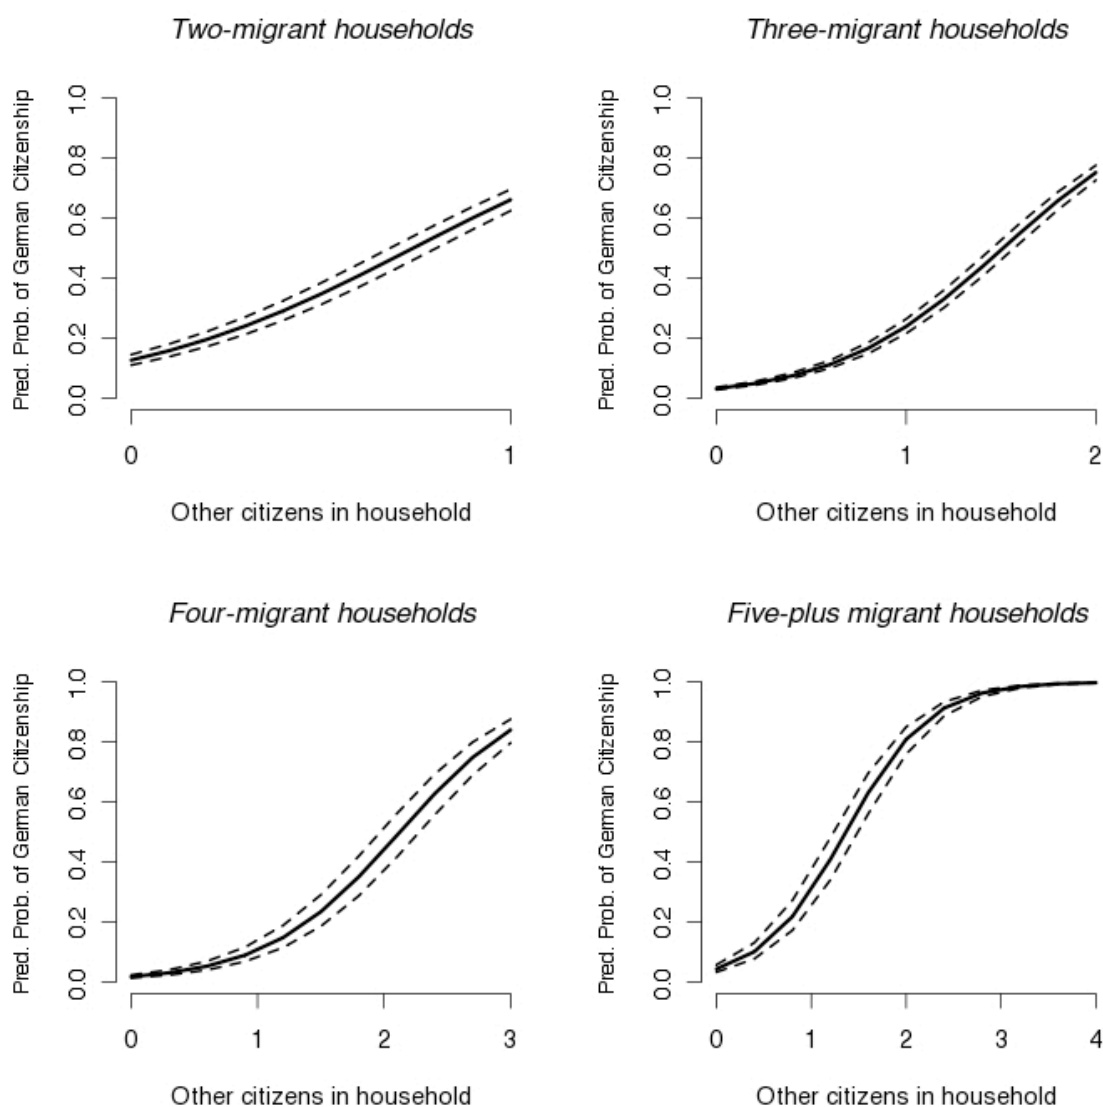 Two-migrant households
Pred. Prob. of German Citizenship
1.0
0.8
0.6
0.4
0.2
0.0
0 1
Other citizens in household
Three-migrant households
Pred. Prob. of German Citizenship
1.0
0.8
0.6
0.4
0.2
0.0
0 1 2
Other citizens in household
Four-migrant households
Pred. Prob. of German Citizenship
1.0
0.8
0.6
0.4
0.2
0.0
0 1 2 3
Other citizens in household
Five-plus migrant households
Pred. Prob. of German Citizenship
1.0
0.8
0.6
0.4
0.2
0.0
0 1 2 3 4
Other citizens in household